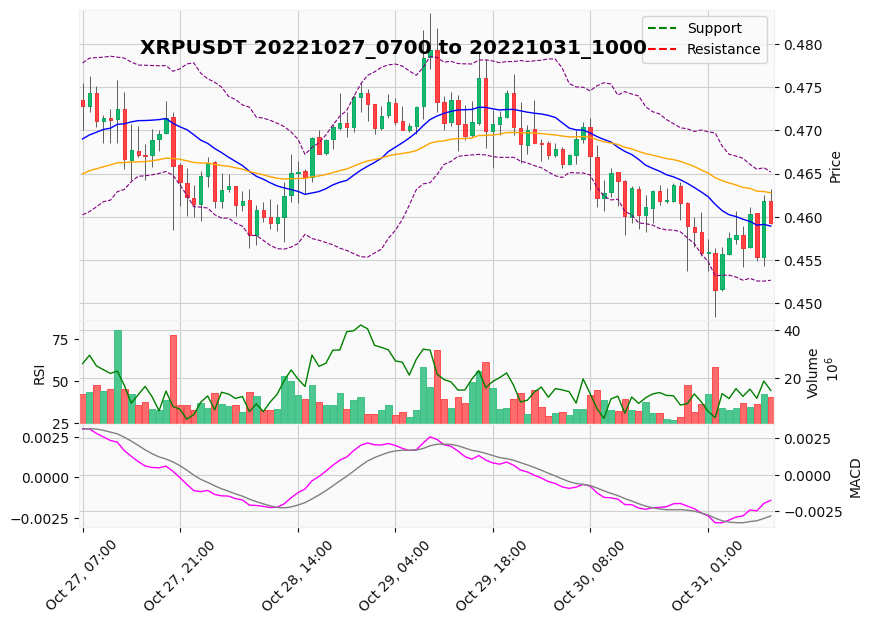 XRPUSDT 20221027_0700 to 20221031_1000
Support
Resistance
0.480
0.475
0.470
0.465
0.460
0.455
0.450
Price
75
50
25
RSI
40
20
Volume
10^6
0.0025
0.0000
−0.0025
0.0025
0.0000
−0.0025
MACD
Oct 27, 07:00
Oct 27, 21:00
Oct 28, 14:00
Oct 29, 04:00
Oct 29, 18:00
Oct 30, 08:00
Oct 31, 01:00